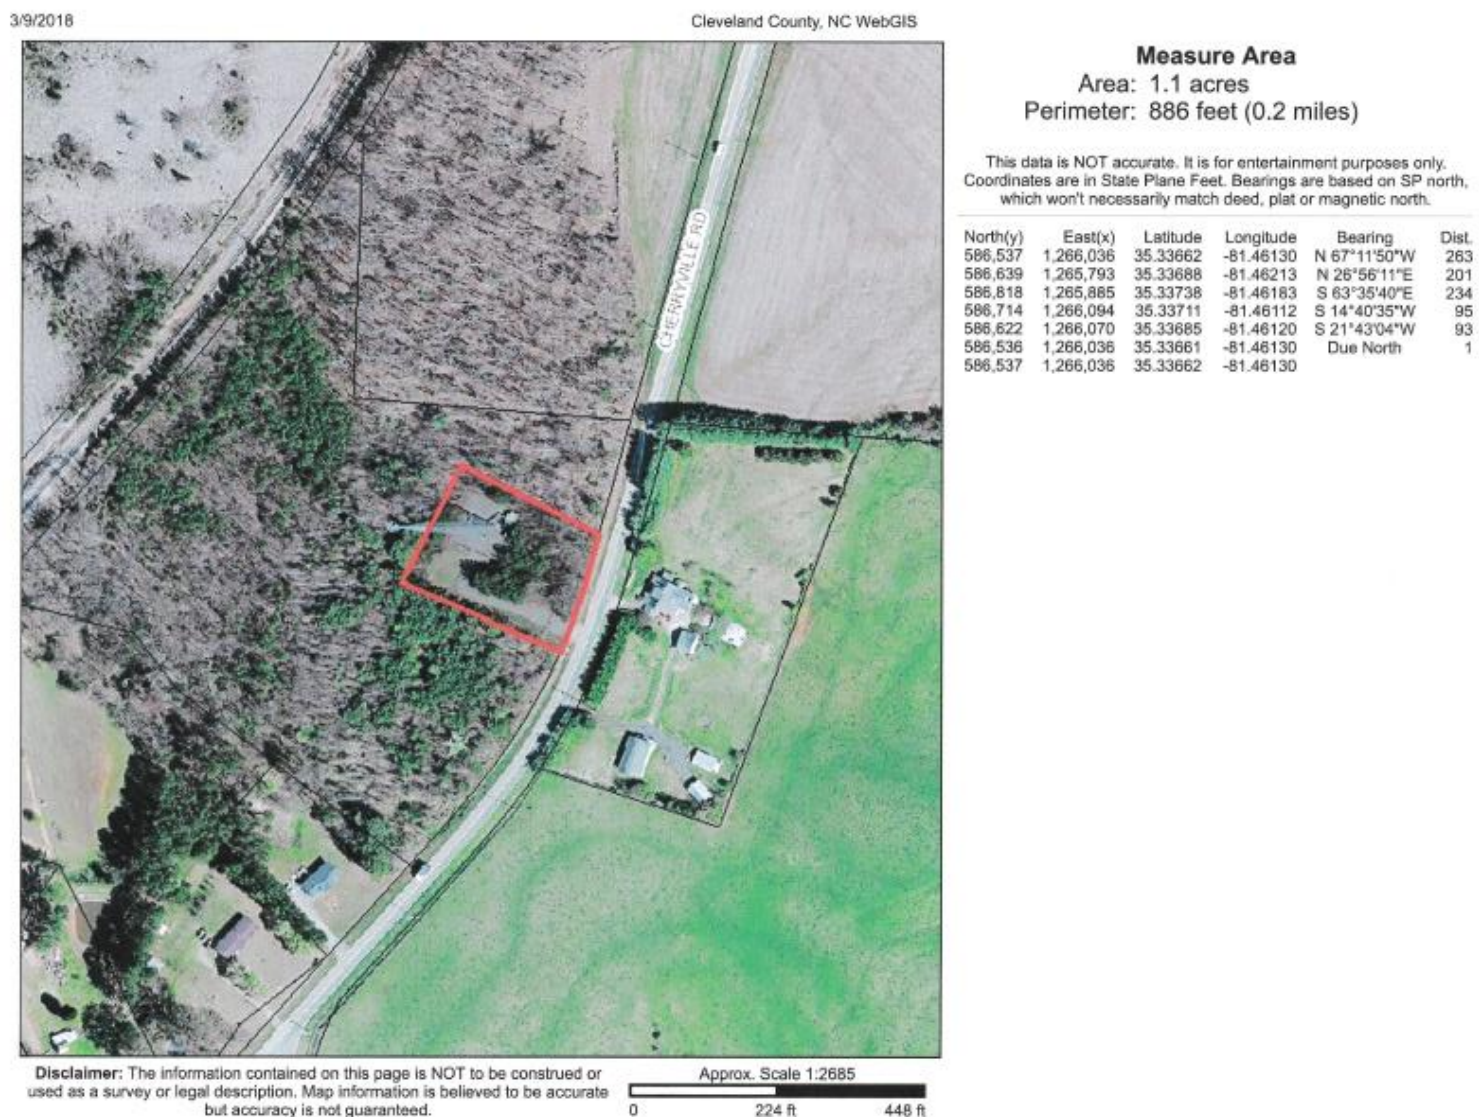 3/9/2018
Cleveland County, NC WebGIS
CHERRYVILLE RD
Measure Area
Area: 1.1 acres
Perimeter: 886 feet (0.2 miles)
This data is NOT accurate. It is for entertainment purposes only.
Coordinates are in State Plane Feet. Bearings are based on SP north,
which won't necessarily match deed, plat or magnetic north.
North(y) East(x) Latitude Longitude Bearing Dist.
586,537 1,266,036 35.33662 -81.46130 N 67°11'50"W 263
586,639 1,265,793 35.33688 -81.46213 N 26°56'11"E 201
586,818 1,265,885 35.33738 -81.46183 S 63°35'40"E 234
586,714 1,266,094 35.33711 -81.46112 S 14°40'35"W 95
586,622 1,266,070 35.33685 -81.46120 S 21°43'04"W 93
586,536 1,266,036 35.33661 -81.46130 Due North 1
586,537 1,266,036 35.33662 -81.46130
Disclaimer: The information contained on this page is NOT to be construed or
used as a survey or legal description. Map information is believed to be accurate
but accuracy is not guaranteed.
Approx. Scale 1:2685
0 224 ft 448 ft